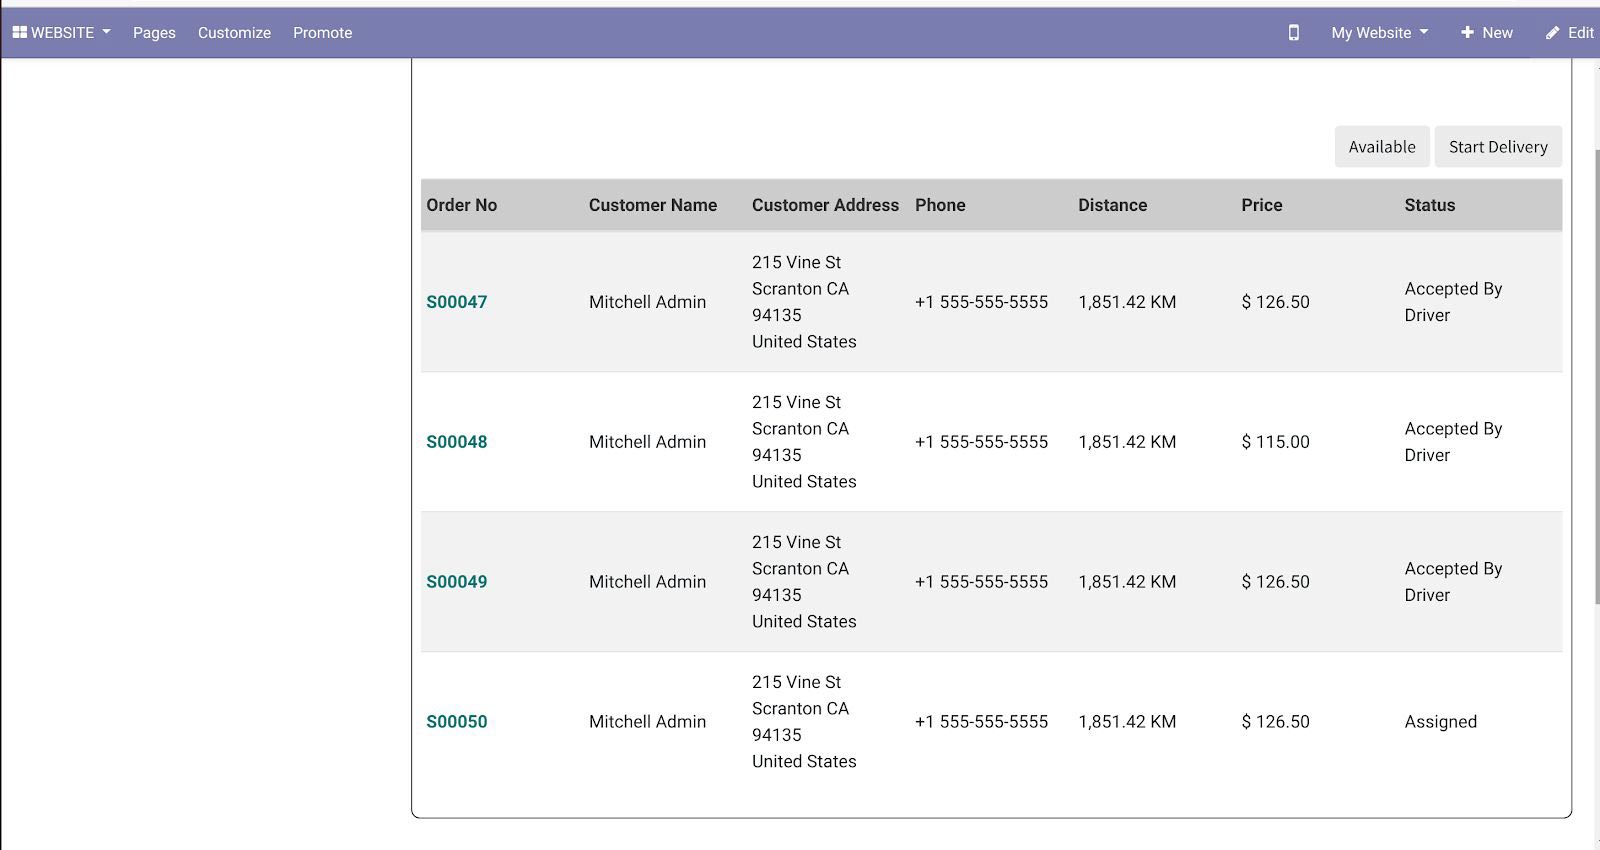 WEBSITE Pages Customize Promote My Website New Edit
Available Start Delivery
Order No Customer Name Customer Address Phone Distance Price Status
215 Vine St
Scranton CA
94135
United States
S00047 Mitchell Admin +1 555-555-5555 1,851.42 KM $ 126.50
Accepted By
Driver
215 Vine St
Scranton CA
94135
United States
S00048 Mitchell Admin +1 555-555-5555 1,851.42 KM $ 115.00
Accepted By
Driver
215 Vine St
Scranton CA
94135
United States
S00049 Mitchell Admin +1 555-555-5555 1,851.42 KM $ 126.50
Accepted By
Driver
215 Vine St
Scranton CA
94135
United States
S00050 Mitchell Admin +1 555-555-5555 1,851.42 KM $ 126.50 Assigned